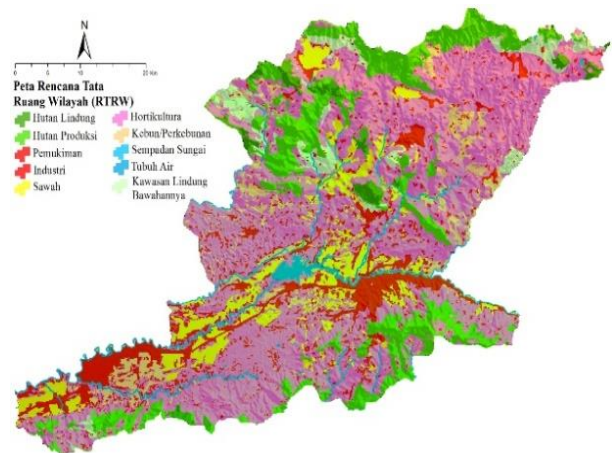 N
0 10 20 Km
Peta Rencana Tata
Ruang Wilayah (RTRW)
Hutan Lindung
Hutan Produksi
Pemukiman
Industri
Sawah
Hortikultura
Kebun/Perkebunan
Sempadan Sungai
Tubuh Air
Kawasan Lindung
Bawahannya